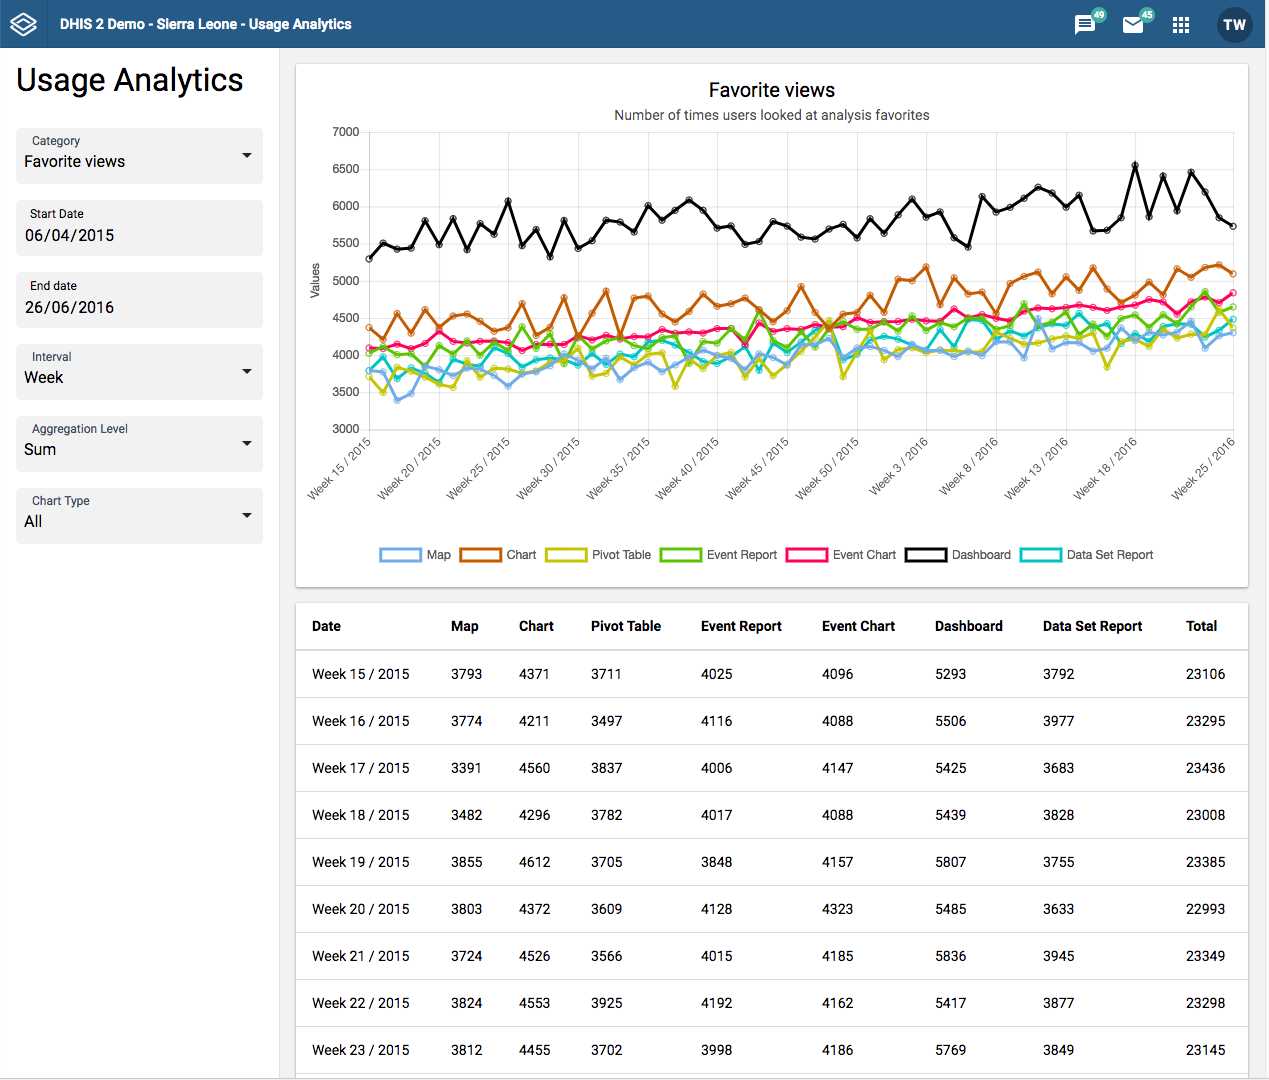 DHIS 2 Demo - Sierra Leone - Usage Analytics
49
45
TW
Usage Analytics
Category
Favorite views
Start Date
06/04/2015
End date
26/06/2016
Interval
Week
Aggregation Level
Sum
Chart Type
All
Favorite views
Number of times users looked at analysis favorites
Values
7000
6500
6000
5500
5000
4500
4000
3500
3000
Week 15 / 2015
Week 20 / 2015
Week 25 / 2015
Week 30 / 2015
Week 35 / 2015
Week 40 / 2015
Week 45 / 2015
Week 50 / 2015
Week 3 / 2016
Week 8 / 2016
Week 13 / 2016
Week 18 / 2016
Week 25 / 2016
Map Chart Pivot Table Event Report Event Chart Dashboard Data Set Report
Date Map Chart Pivot Table Event Report Event Chart Dashboard Data Set Report Total
Week 15 / 2015 3793 4371 3711 4025 4096 5293 3792 23106
Week 16 / 2015 3774 4211 3497 4116 4088 5506 3977 23295
Week 17 / 2015 3391 4560 3837 4006 4147 5425 3683 23436
Week 18 / 2015 3482 4296 3782 4017 4088 5439 3828 23008
Week 19 / 2015 3855 4612 3705 3848 4157 5807 3755 23385
Week 20 / 2015 3803 4372 3609 4128 4323 5485 3633 22993
Week 21 / 2015 3724 4526 3566 4015 4185 5836 3945 23349
Week 22 / 2015 3824 4553 3925 4192 4162 5417 3877 23298
Week 23 / 2015 3812 4455 3702 3998 4186 5769 3849 23145